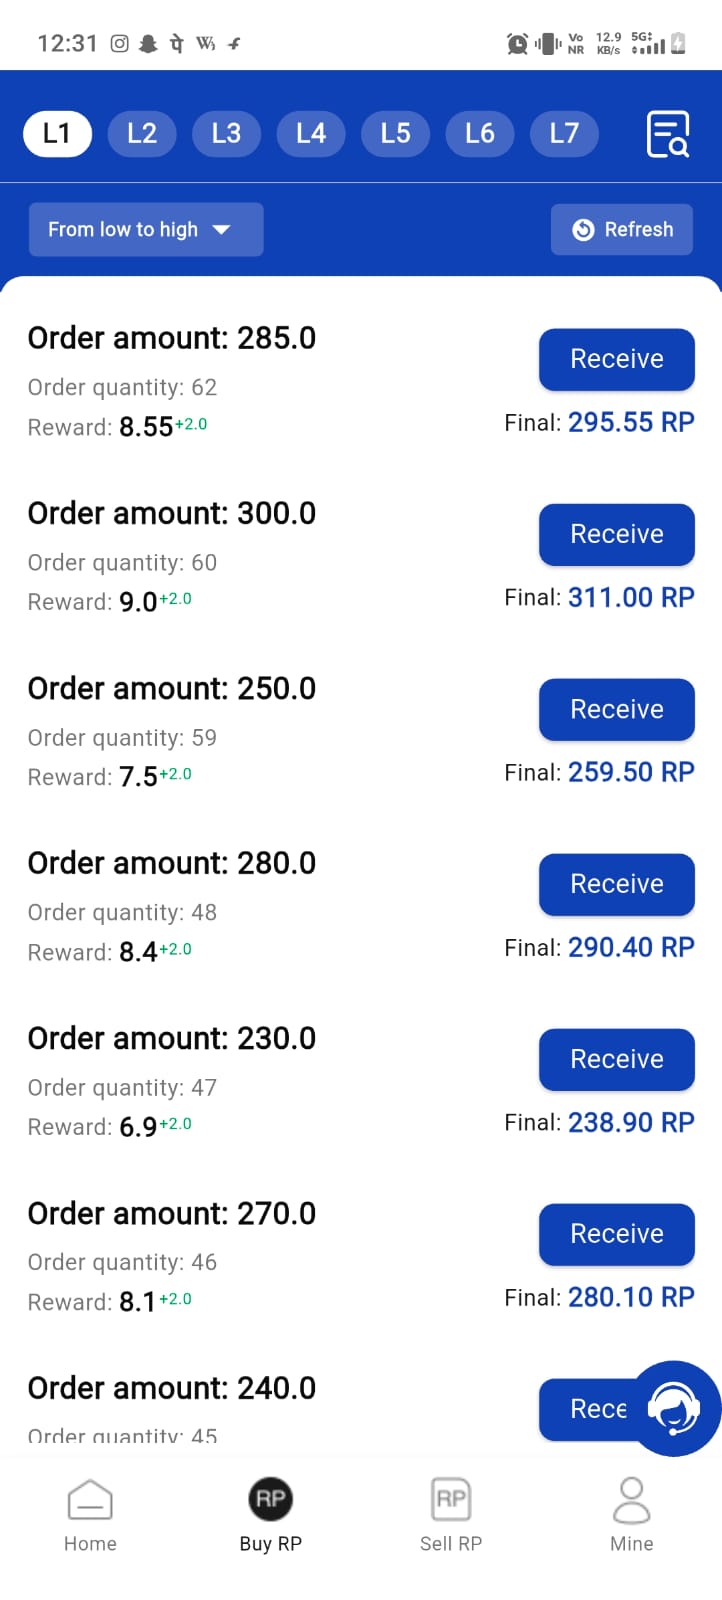 12:31 Vo NR 12.9 KB/s 5G
L1 L2 L3 L4 L5 L6 L7
From low to high Refresh
Order amount: 285.0
Receive
Order quantity: 62
Reward: 8.55+2.0
Final: 295.55 RP
Order amount: 300.0
Receive
Order quantity: 60
Reward: 9.0+2.0
Final: 311.00 RP
Order amount: 250.0
Receive
Order quantity: 59
Reward: 7.5+2.0
Final: 259.50 RP
Order amount: 280.0
Receive
Order quantity: 48
Reward: 8.4+2.0
Final: 290.40 RP
Order amount: 230.0
Receive
Order quantity: 47
Reward: 6.9+2.0
Final: 238.90 RP
Order amount: 270.0
Receive
Order quantity: 46
Reward: 8.1+2.0
Final: 280.10 RP
Order amount: 240.0
Rece
Order quantity: 45
RP RP
Home Buy RP Sell RP Mine